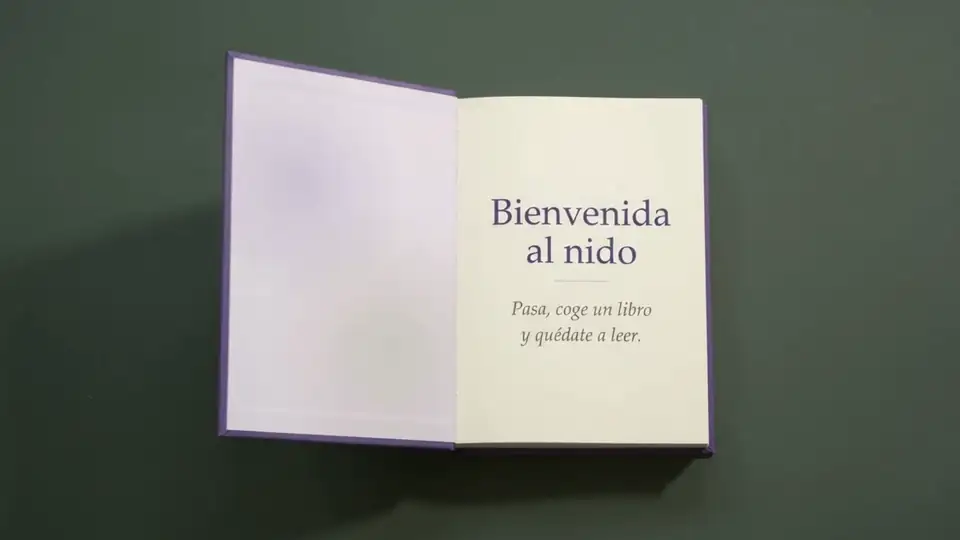 Bienvenida
al nido
Pasa, coge un libro
y quédate a leer.